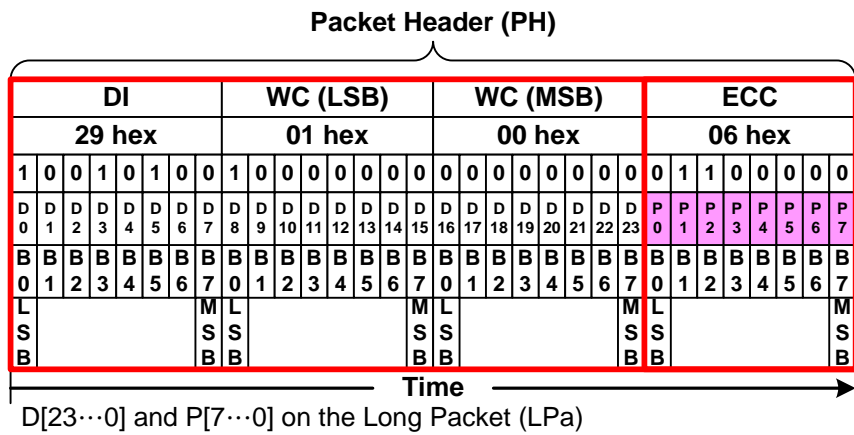 Packet Header (PH)
DI WC (LSB) WC (MSB) ECC
29 hex 01 hex 00 hex 06 hex
1 0 0 1 0 1 0 0 1 0 0 0 0 0 0 0 0 0 0 0 0 0 0 0 0 1 1 0 0 0 0 0
D0 D1 D2 D3 D4 D5 D6 D7 D8 D9 D10 D11 D12 D13 D14 D15 D16 D17 D18 D19 D20 D21 D22 D23 P0 P1 P2 P3 P4 P5 P6 P7
B0 B1 B2 B3 B4 B5 B6 B7 B0 B1 B2 B3 B4 B5 B6 B7 B0 B1 B2 B3 B4 B5 B6 B7 B0 B1 B2 B3 B4 B5 B6 B7
LSB MSB LSB MSB LSB MSB LSB MSB
Time
D[23⋯0] and P[7⋯0] on the Long Packet (LPa)